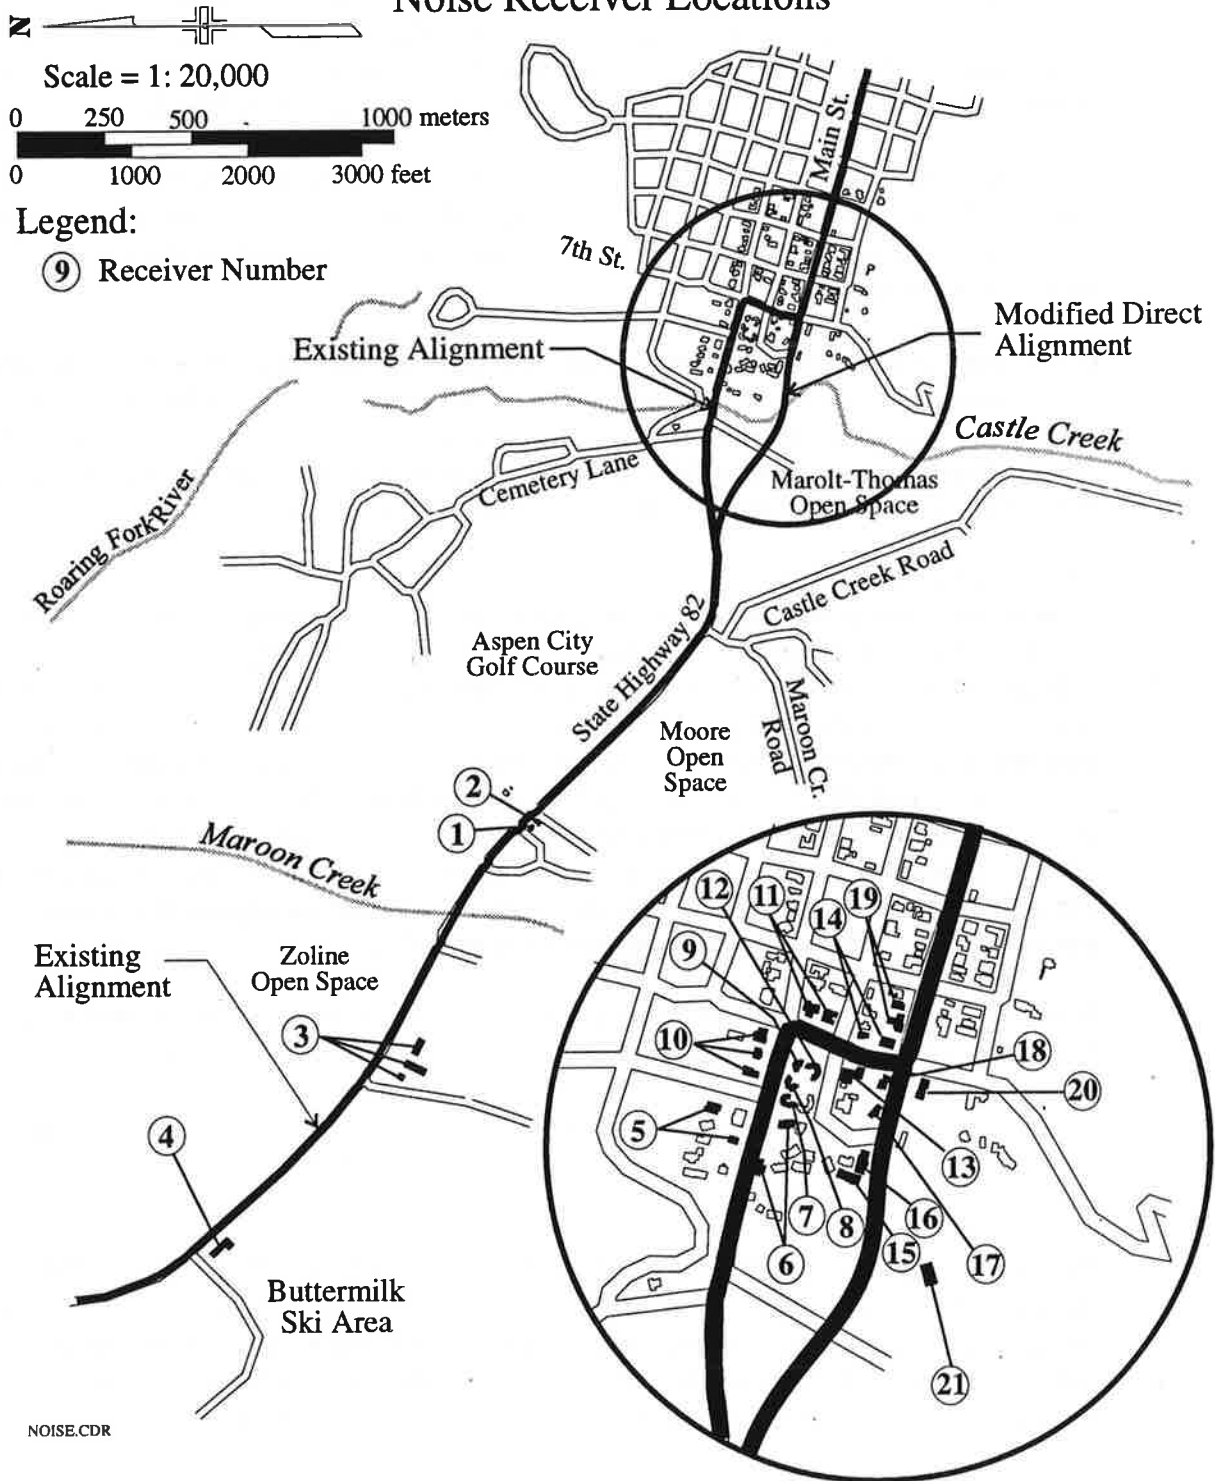 Noise Receiver Locations
N
Scale = 1: 20,000
0 250 500 1000 meters
0 1000 2000 3000 feet
Legend:
9 Receiver Number
Main St.
7th St.
Existing Alignment
Modified Direct
Alignment
Castle Creek
Cemetery Lane
Marolt-Thomas
Open Space
Roaring Fork River
Castle Creek Road
Aspen City
Golf Course
State Highway 82
Moore
Open
Space
Maroon Cr.
Road
2
1
Maroon Creek
Existing
Alignment
Zoline
Open Space
3
4
Buttermilk
Ski Area
12
11
14
19
9
10
18
20
5
13
7
8
16
6
15
17
21
NOISE.CDR